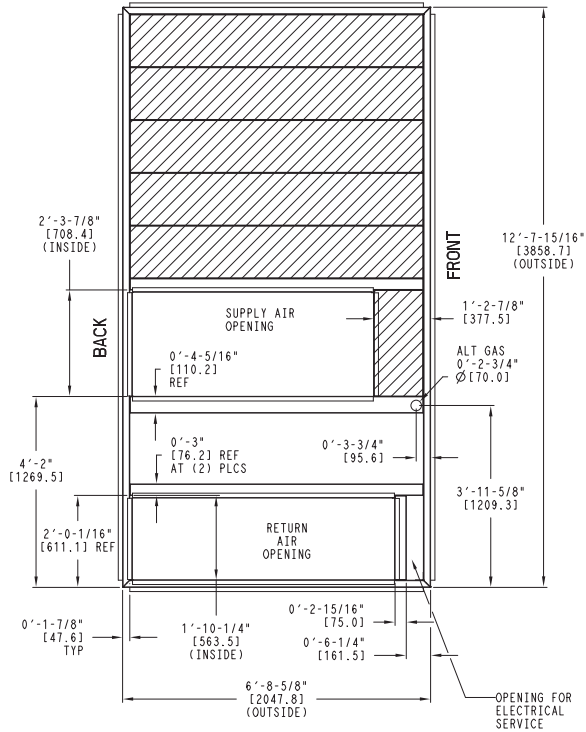 2'-3-7/8"
[708.4]
(INSIDE)
12'-7-15/16"
[3858.7]
(OUTSIDE)
FRONT
BACK
SUPPLY AIR
OPENING
1'-2-7/8"
[377.5]
0'-4-5/16"
[110.2]
REF
ALT GAS
0'-2-3/4"
Ø[70.0]
4'-2"
[1269.5]
0'-3"
[76.2] REF
AT (2) PLCS
0'-3-3/4"
[95.6]
3'-11-5/8"
[1209.3]
2'-0-1/16"
[611.1] REF
RETURN
AIR
OPENING
0'-1-7/8"
[47.6]
TYP
1'-10-1/4"
[563.5]
(INSIDE)
0'-2-15/16"
[75.0]
0'-6-1/4"
[161.5]
6'-8-5/8"
[2047.8]
(OUTSIDE)
OPENING FOR
ELECTRICAL
SERVICE